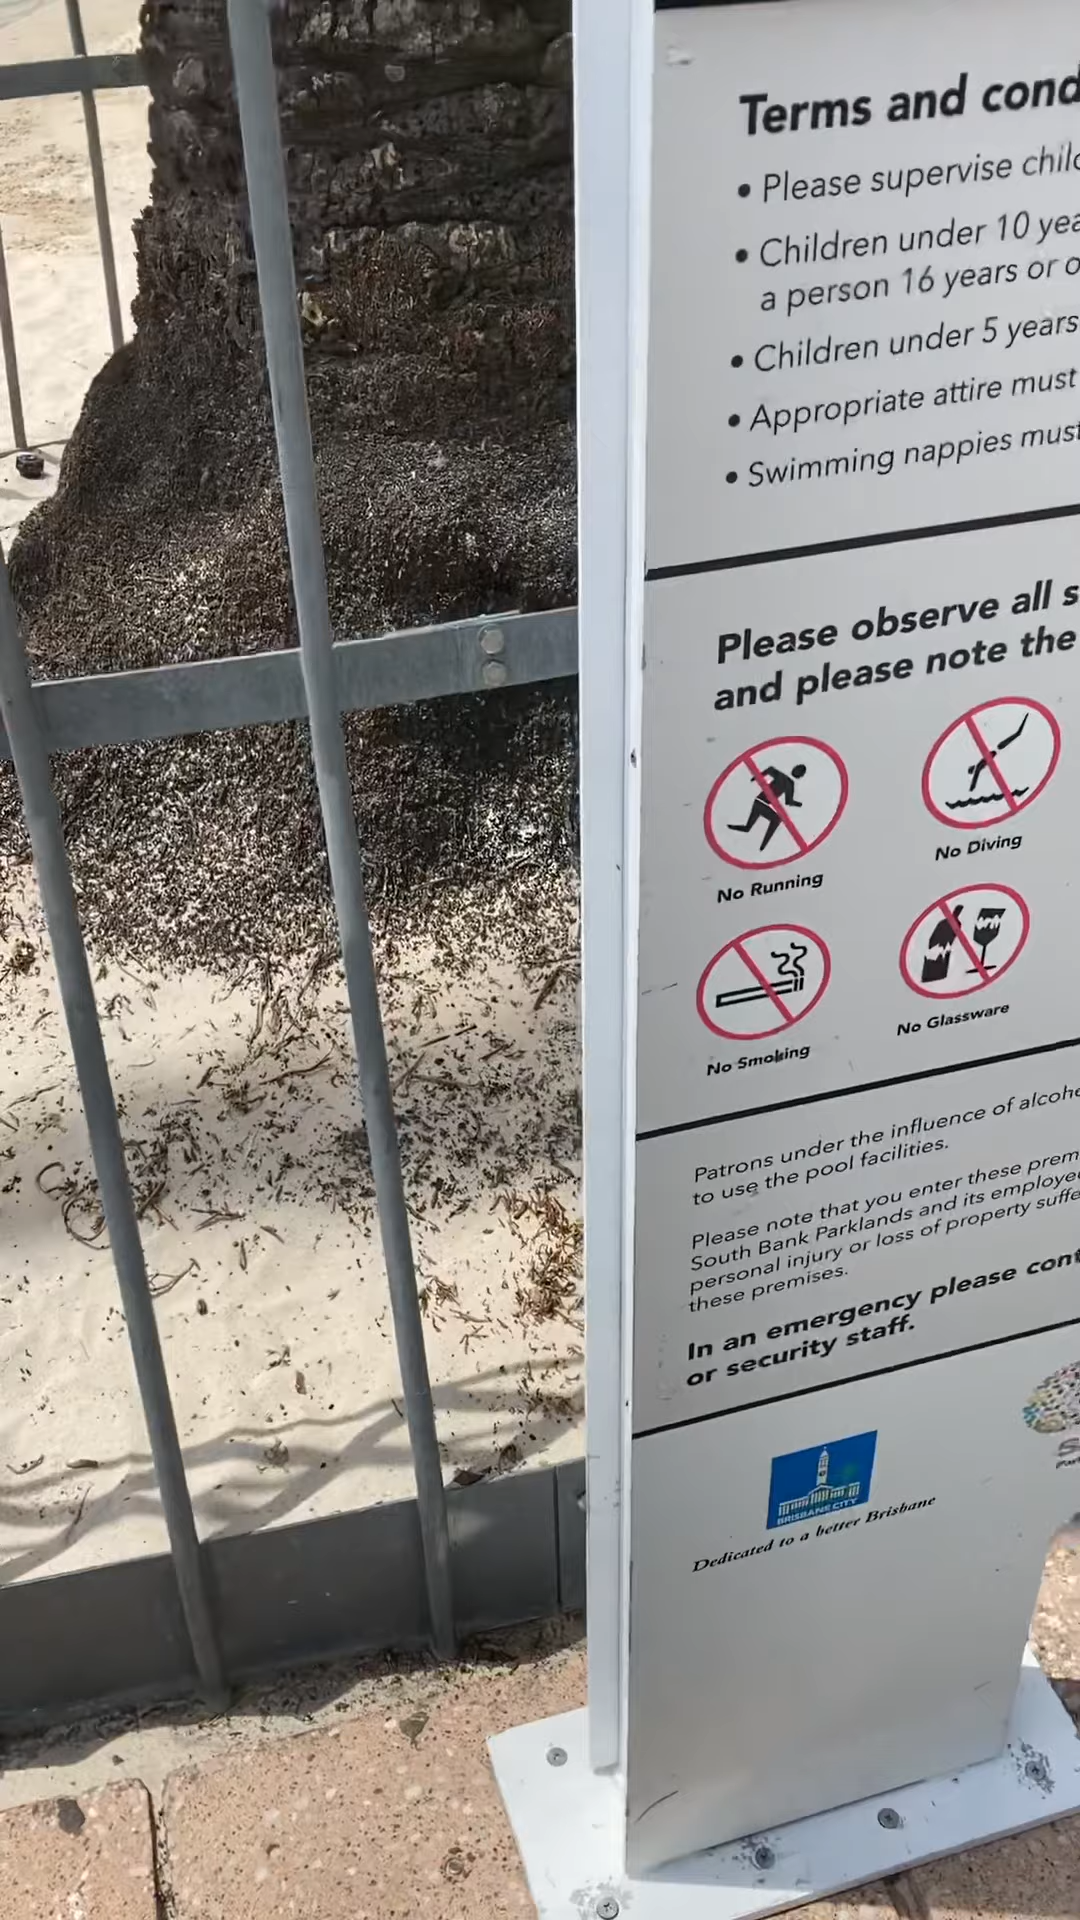 Terms and cond
• Please supervise chil
• Children under 10 yea
a person 16 years or o
• Children under 5 years
• Appropriate attire must
• Swimming nappies must
Please observe all s
and please note the
No Running
No Diving
No Smoking
No Glassware
Patrons under the influence of alcoho
to use the pool facilities.
Please note that you enter these prem
South Bank Parklands and its employee
personal injury or loss of property suffe
these premises.
In an emergency please cont
or security staff.
BRISBANE CITY
Dedicated to a better Brisbane